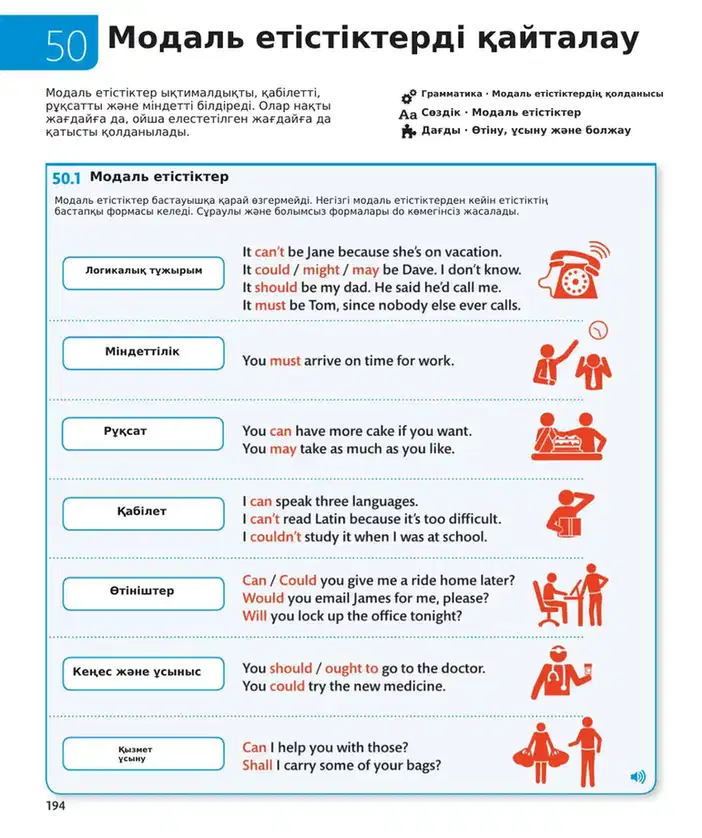 50
Модаль етістіктерді қайталау
Модаль етістіктер ықтималдықты, қабілетті,
рұқсатты және міндетті білдіреді. Олар нақты
жағдайға да, ойша елестетілген жағдайға да
қатысты қолданылады.
Грамматика · Модаль етістіктердің қолданысы
Aa Сөздік · Модаль етістіктер
Дағды · Өтіну, ұсыну және болжау
50.1 Модаль етістіктер
Модаль етістіктер бастауышқа қарай өзгермейді. Негізгі модаль етістіктерден кейін етістіктің
бастапқы формасы келеді. Сұраулы және болымсыз формалары do көмегінсіз жасалады.
Логикалық тұжырым
It can't be Jane because she's on vacation.
It could / might / may be Dave. I don't know.
It should be my dad. He said he'd call me.
It must be Tom, since nobody else ever calls.
Міндеттілік
You must arrive on time for work.
Рұқсат
You can have more cake if you want.
You may take as much as you like.
Қабілет
I can speak three languages.
I can't read Latin because it's too difficult.
I couldn't study it when I was at school.
Өтініштер
Can / Could you give me a ride home later?
Would you email James for me, please?
Will you lock up the office tonight?
Кеңес және ұсыныс
You should / ought to go to the doctor.
You could try the new medicine.
Қызмет
ұсыну
Can I help you with those?
Shall I carry some of your bags?
194